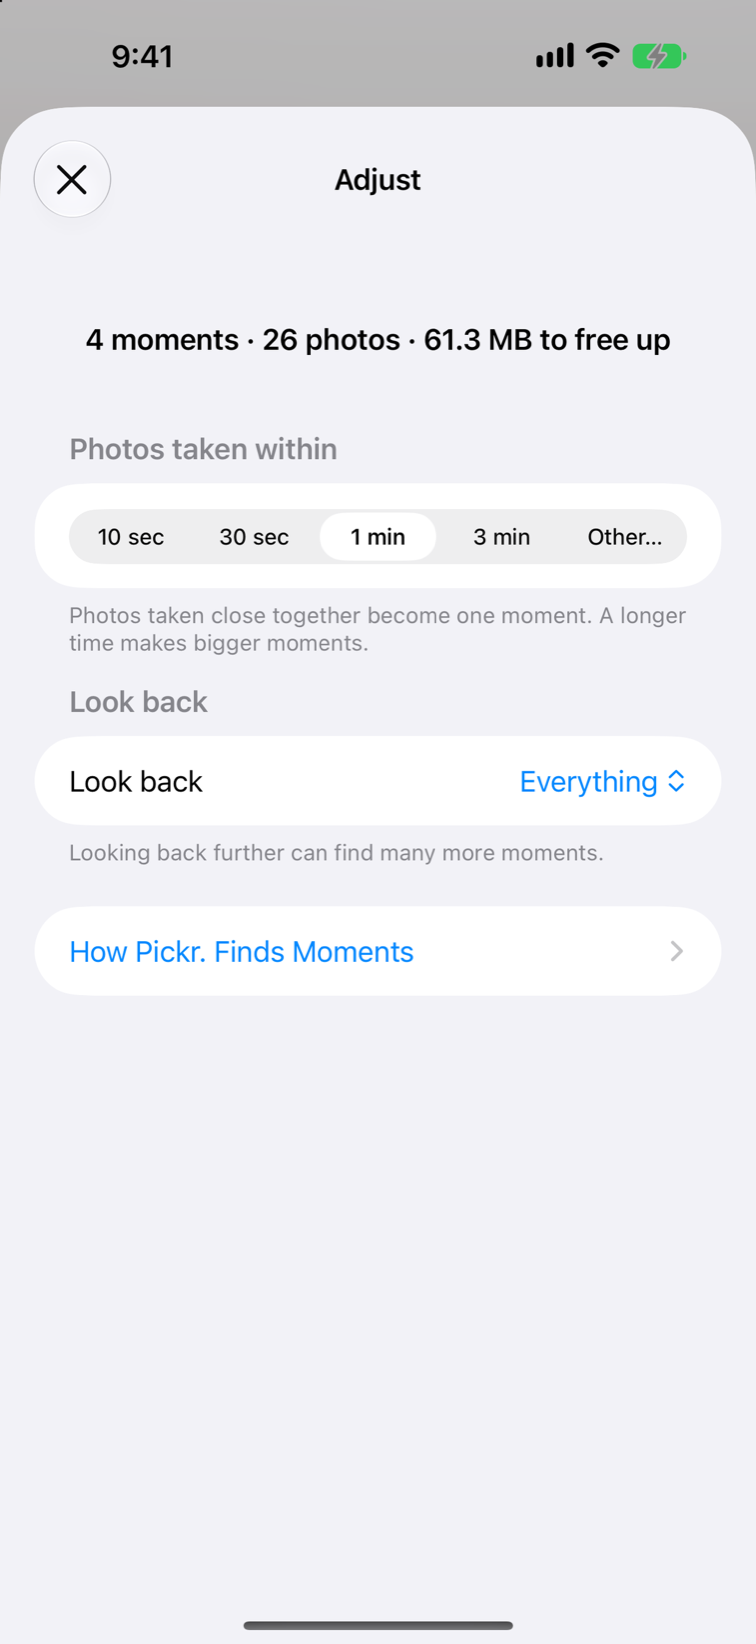 9:41
Adjust
4 moments · 26 photos · 61.3 MB to free up
Photos taken within
10 sec 30 sec 1 min 3 min Other...
Photos taken close together become one moment. A longer
time makes bigger moments.
Look back
Look back Everything
Looking back further can find many more moments.
How Pickr. Finds Moments